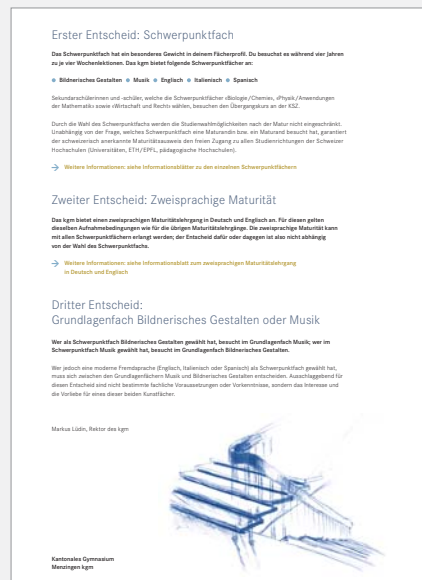 Erster Entscheid: Schwerpunktfach
Das Schwerpunktfach hat ein besonderes Gewicht in deinem Fächerprofil. Du besuchst es während vier Jahren
zu je vier Wochenlektionen. Das kgm bietet folgende Schwerpunktfächer an:
Bildnerisches Gestalten • Musik • Englisch • Italienisch • Spanisch
Sekundarschülerinnen und -schüler, welche die Schwerpunktfächer «Biologie/Chemie», «Physik/Anwendungen
der Mathematik» sowie «Wirtschaft und Recht» wählen, besuchen den Übergangskurs an der KSZ.
Durch die Wahl des Schwerpunktfachs werden die Studienwahlmöglichkeiten nach der Matur nicht eingeschränkt.
Unabhängig von der Frage, welches Schwerpunktfach eine Maturandin bzw. ein Maturand besucht hat, garantiert
der schweizerisch anerkannte Maturitätsausweis den freien Zugang zu allen Studienrichtungen der Schweizer
Hochschulen (Universitäten, ETH/EPFL, pädagogische Hochschulen).
→ Weitere Informationen: siehe Informationsblätter zu den einzelnen Schwerpunktfächern
Zweiter Entscheid: Zweisprachige Maturität
Das kgm bietet einen zweisprachigen Maturitätslehrgang in Deutsch und Englisch an. Für diesen gelten
dieselben Aufnahmebedingungen wie für die übrigen Maturitätslehrgänge. Die zweisprachige Maturität kann
mit allen Schwerpunktfächern erlangt werden; der Entscheid dafür oder dagegen ist also nicht abhängig
von der Wahl des Schwerpunktfachs.
→ Weitere Informationen: siehe Informationsblatt zum zweisprachigen Maturitätslehrgang
in Deutsch und Englisch
Dritter Entscheid:
Grundlagenfach Bildnerisches Gestalten oder Musik
Wer als Schwerpunktfach Bildnerisches Gestalten gewählt hat, besucht im Grundlagenfach Musik; wer im
Schwerpunktfach Musik gewählt hat, besucht im Grundlagenfach Bildnerisches Gestalten.
Wer jedoch eine moderne Fremdsprache (Englisch, Italienisch oder Spanisch) als Schwerpunktfach gewählt hat,
muss sich zwischen den Grundlagenfächern Musik und Bildnerisches Gestalten entscheiden. Ausschlaggebend für
diesen Entscheid sind nicht bestimmte fachliche Voraussetzungen oder Vorkenntnisse, sondern das Interesse und
die Vorliebe für eines dieser beiden Kunstfächer.
Markus Lüdin, Rektor des kgm
Kantonales Gymnasium
Menzingen kgm